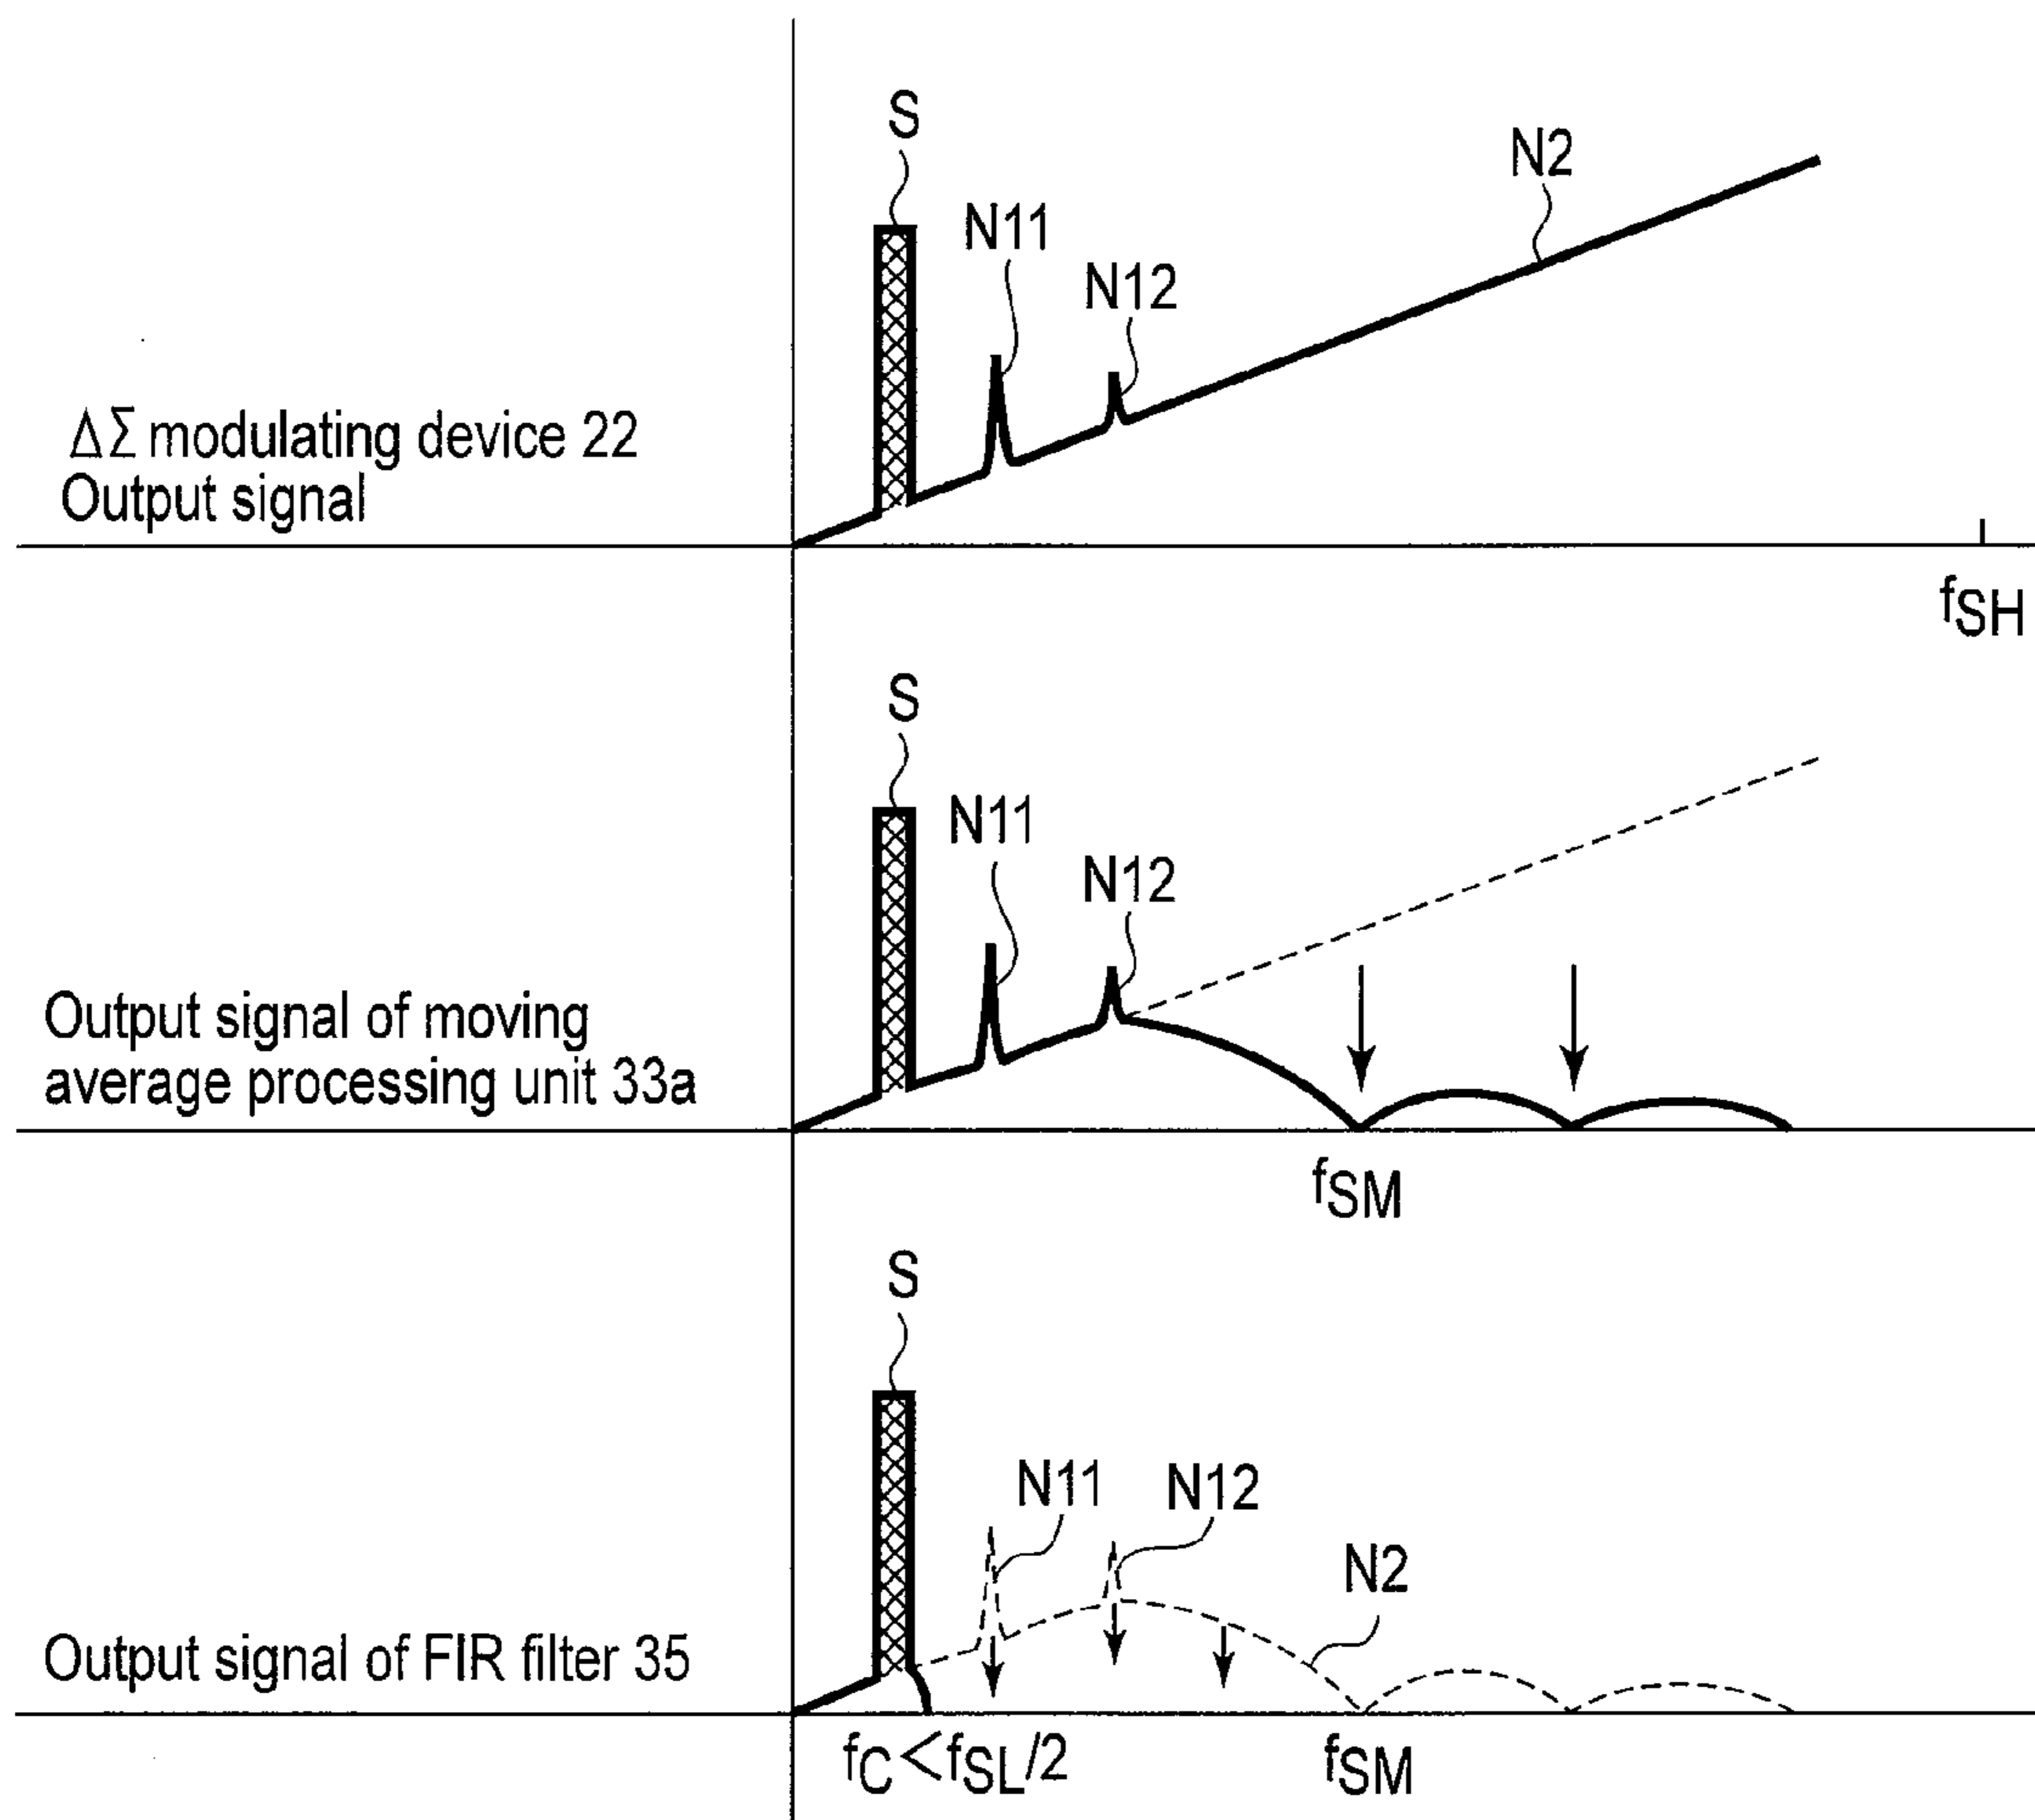 S
N2
N11
N12
ΔΣ modulating device 22
Output signal
fSH
S
N11
N12
Output signal of moving
average processing unit 33a
fSM
S
N11
N12
N2
Output signal of FIR filter 35
fC<fSL/2
fSM